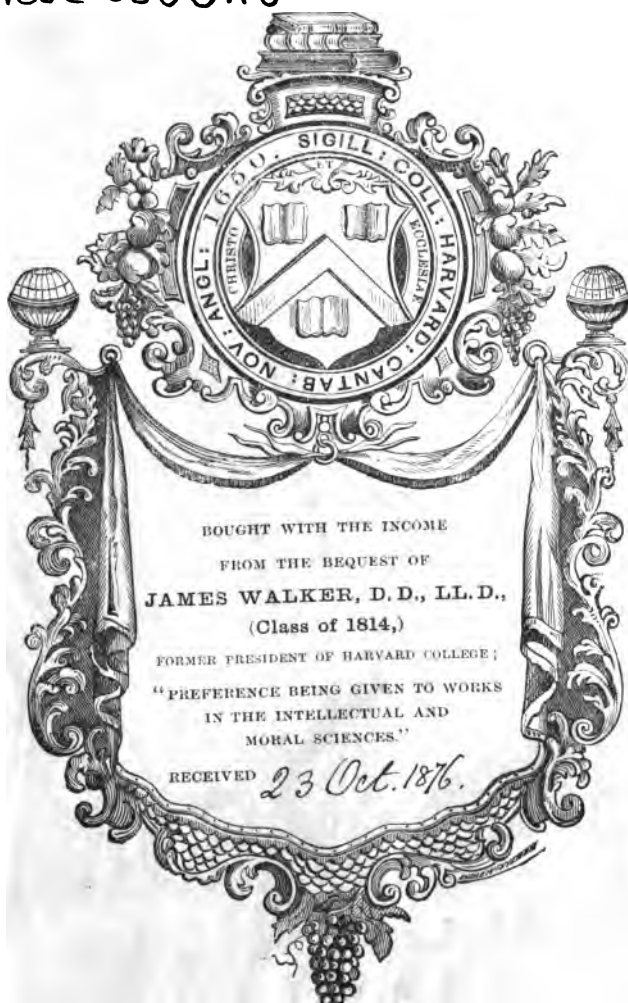 SIGILL: COLL: HARVARD: CANTAB: NOV: ANGL: 1650.
CHRISTO ET ECCLESIAE
BOUGHT WITH THE INCOME
FROM THE BEQUEST OF
JAMES WALKER, D.D., LL.D.,
(Class of 1814,)
FORMER PRESIDENT OF HARVARD COLLEGE;
"PREFERENCE BEING GIVEN TO WORKS
IN THE INTELLECTUAL AND
MORAL SCIENCES."
RECEIVED 23 Oct. 1876.